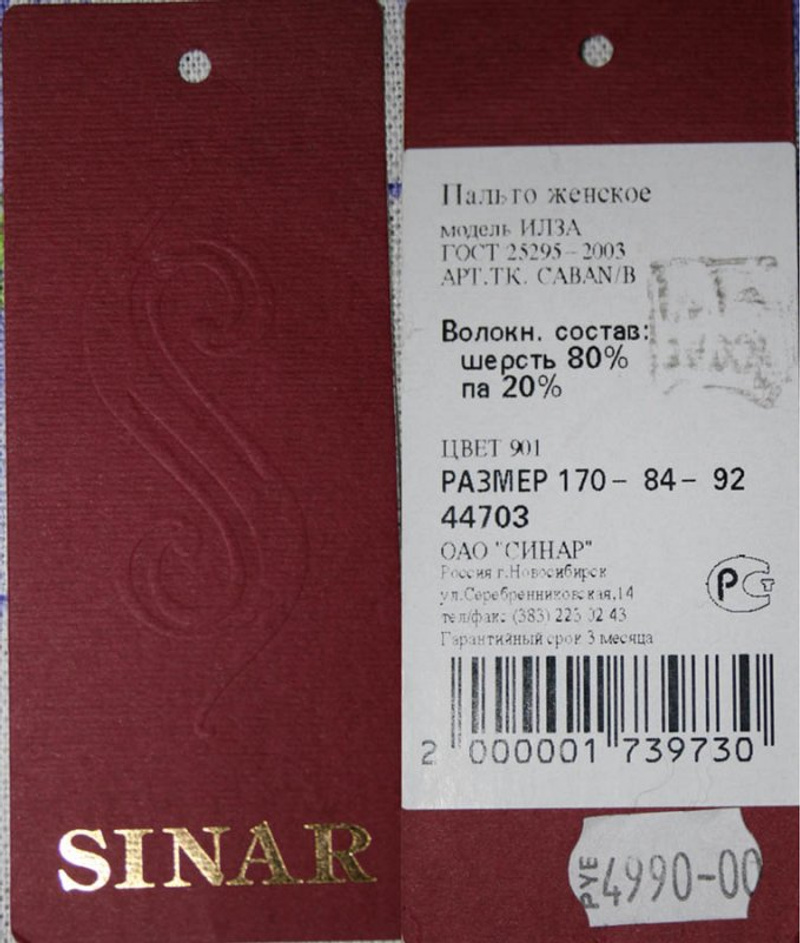 SINAR
Пальто женское
модель ИЛЗА
ГОСТ 25295-2003
АРТ.ТК. CABAN/B
Волокн. состав:
шерсть 80%
па 20%
ЦВЕТ 901
РАЗМЕР 170- 84- 92
44703
ОАО "СИНАР"
Россия г.Новосибирск
ул.Серебренниковская,14
тел/факс (383) 223 02 43
Гарантийный срок 3 месяца
2 000001 739730
РУБ 4990-00